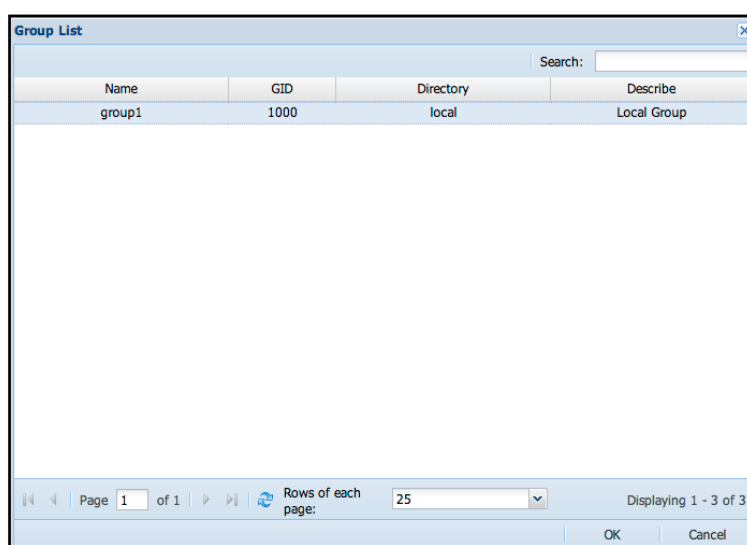 Group List
Search:
Name GID Directory Describe
group1 1000 local Local Group
Page 1 of 1 Rows of each page: 25 Displaying 1 - 3 of 3
OK Cancel